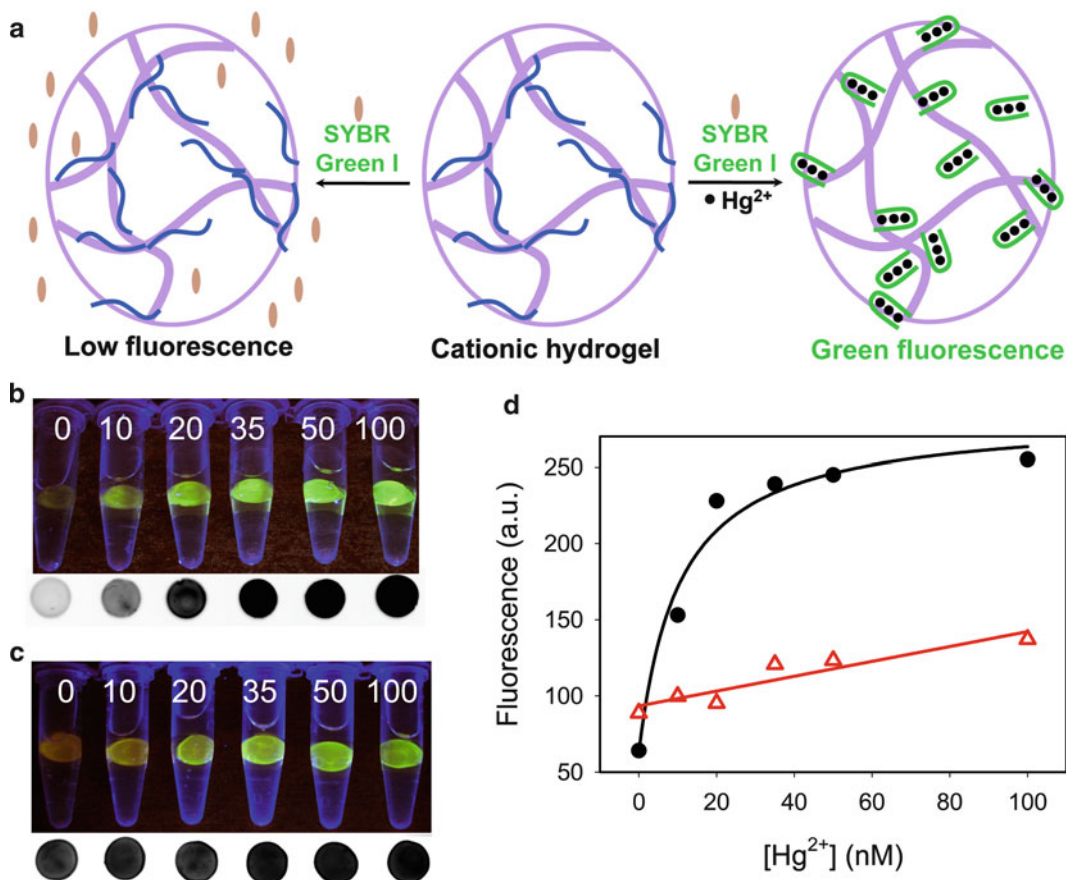 a
SYBR
Green I
SYBR
Green I
● Hg²⁺
Low fluorescence
Cationic hydrogel
Green fluorescence
b
0 10 20 35 50 100
c
0 10 20 35 50 100
d
Fluorescence (a.u.)
250
200
150
100
50
0 20 40 60 80 100
[Hg²⁺] (nM)